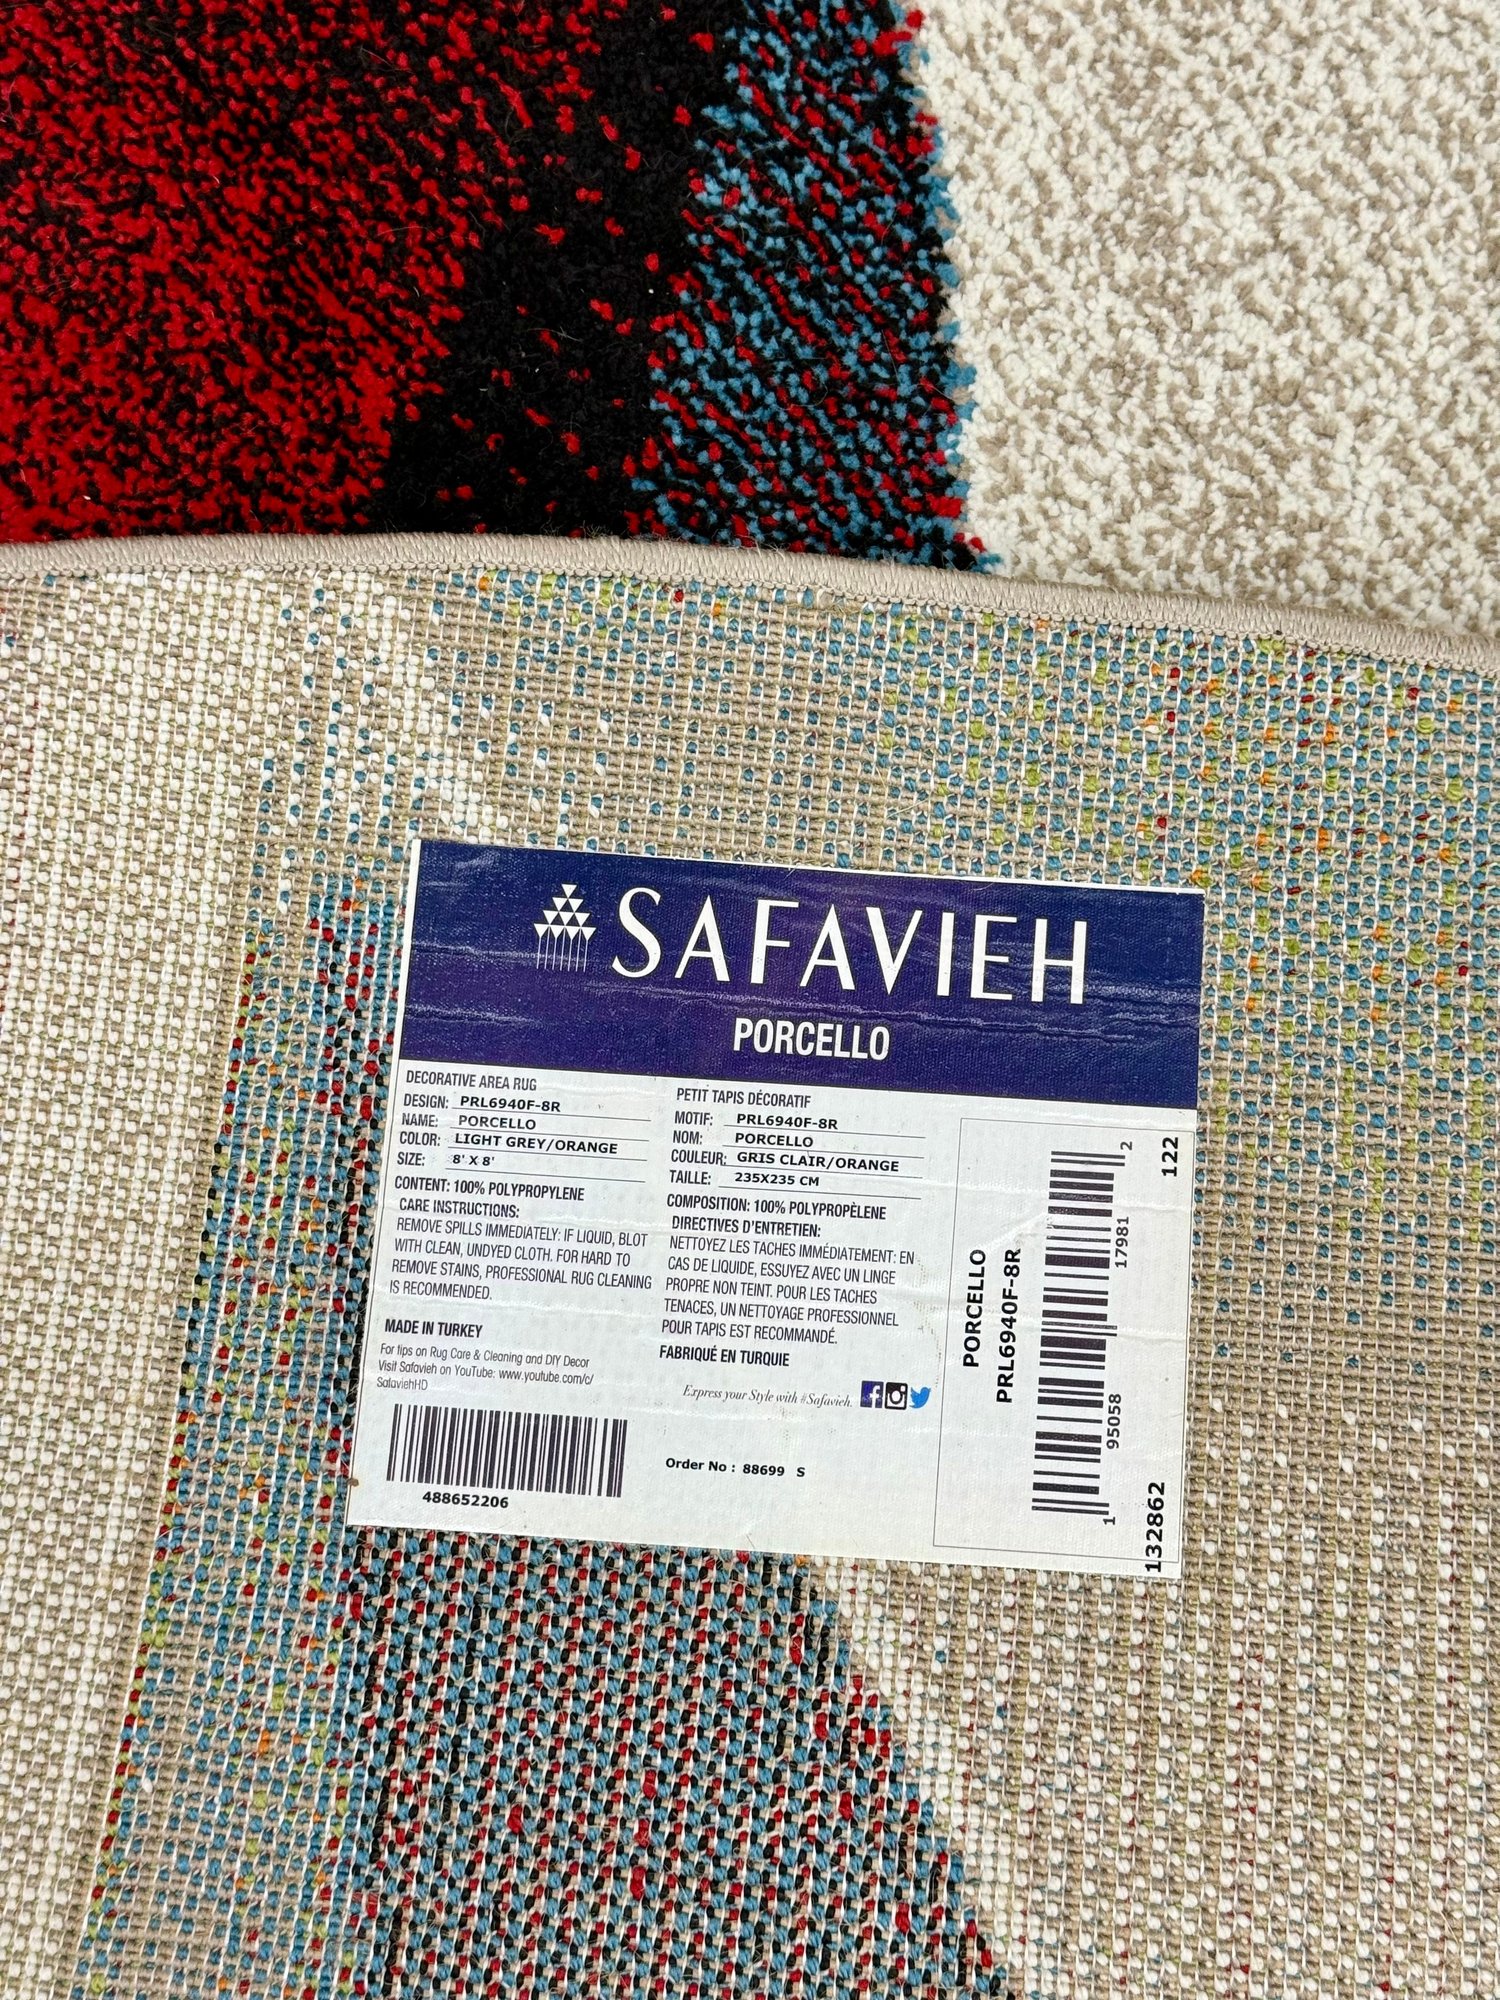 SAFAVIEH
PORCELLO
DECORATIVE AREA RUG
DESIGN: PRL6940F-8R
NAME: PORCELLO
COLOR: LIGHT GREY/ORANGE
SIZE: 8' X 8'
CONTENT: 100% POLYPROPYLENE
CARE INSTRUCTIONS:
REMOVE SPILLS IMMEDIATELY: IF LIQUID, BLOT
WITH CLEAN, UNDYED CLOTH. FOR HARD TO
REMOVE STAINS, PROFESSIONAL RUG CLEANING
IS RECOMMENDED.
MADE IN TURKEY
For tips on Rug Care & Cleaning and DIY Decor
Visit Safavieh on YouTube: www.youtube.com/c/
SafaviehHD
488652206
PETIT TAPIS DÉCORATIF
MOTIF: PRL6940F-8R
NOM: PORCELLO
COULEUR: GRIS CLAIR/ORANGE
TAILLE: 235X235 CM
COMPOSITION: 100% POLYPROPÈLENE
DIRECTIVES D'ENTRETIEN:
NETTOYEZ LES TACHES IMMÉDIATEMENT: EN
CAS DE LIQUIDE, ESSUYEZ AVEC UN LINGE
PROPRE NON TEINT. POUR LES TACHES
TENACES, UN NETTOYAGE PROFESSIONNEL
POUR TAPIS EST RECOMMANDÉ.
FABRIQUÉ EN TURQUIE
Express your Style with #Safavieh.
Order No : 88699 S
PORCELLO
PRL6940F-8R
1 95058 17981 2
132862 122